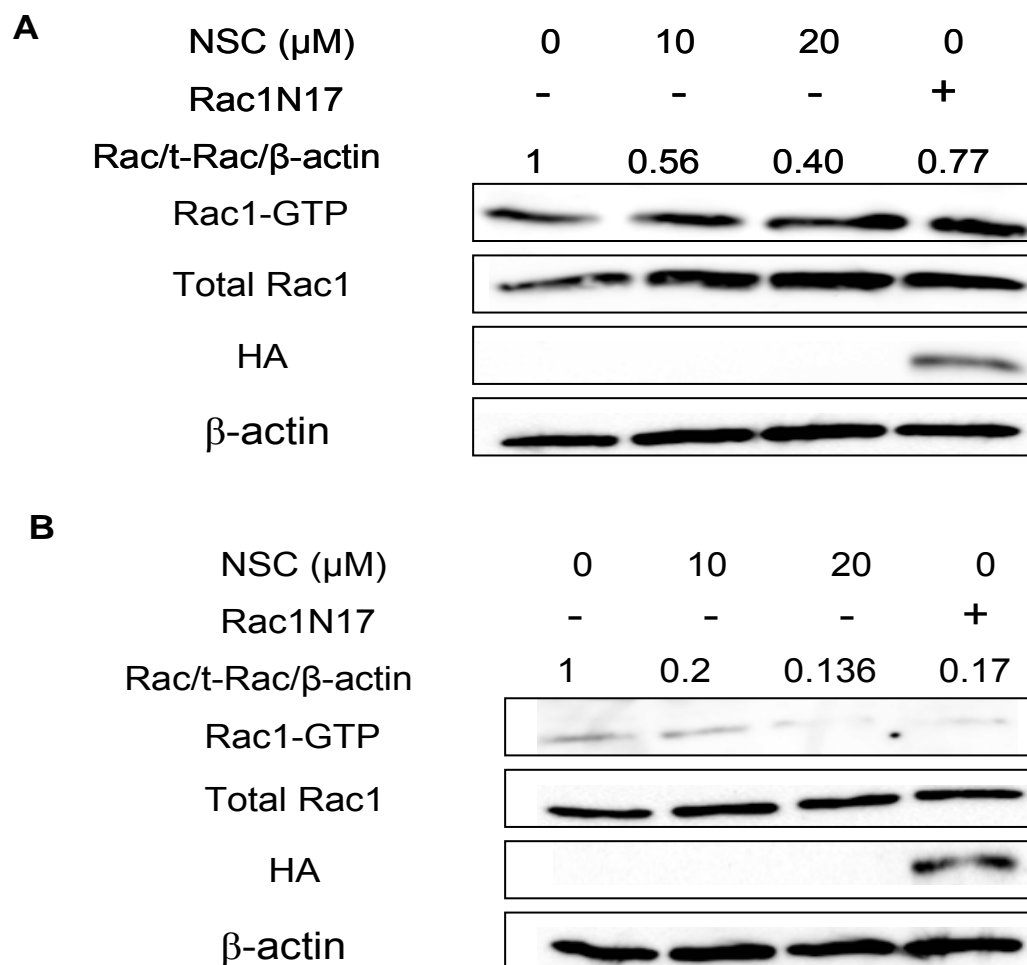 A
NSC (µM) 0 10 20 0
Rac1N17 - - - +
Rac/t-Rac/β-actin 1 0.56 0.40 0.77
Rac1-GTP
Total Rac1
HA
β-actin
B
NSC (µM) 0 10 20 0
Rac1N17 - - - +
Rac/t-Rac/β-actin 1 0.2 0.136 0.17
Rac1-GTP
Total Rac1
HA
β-actin